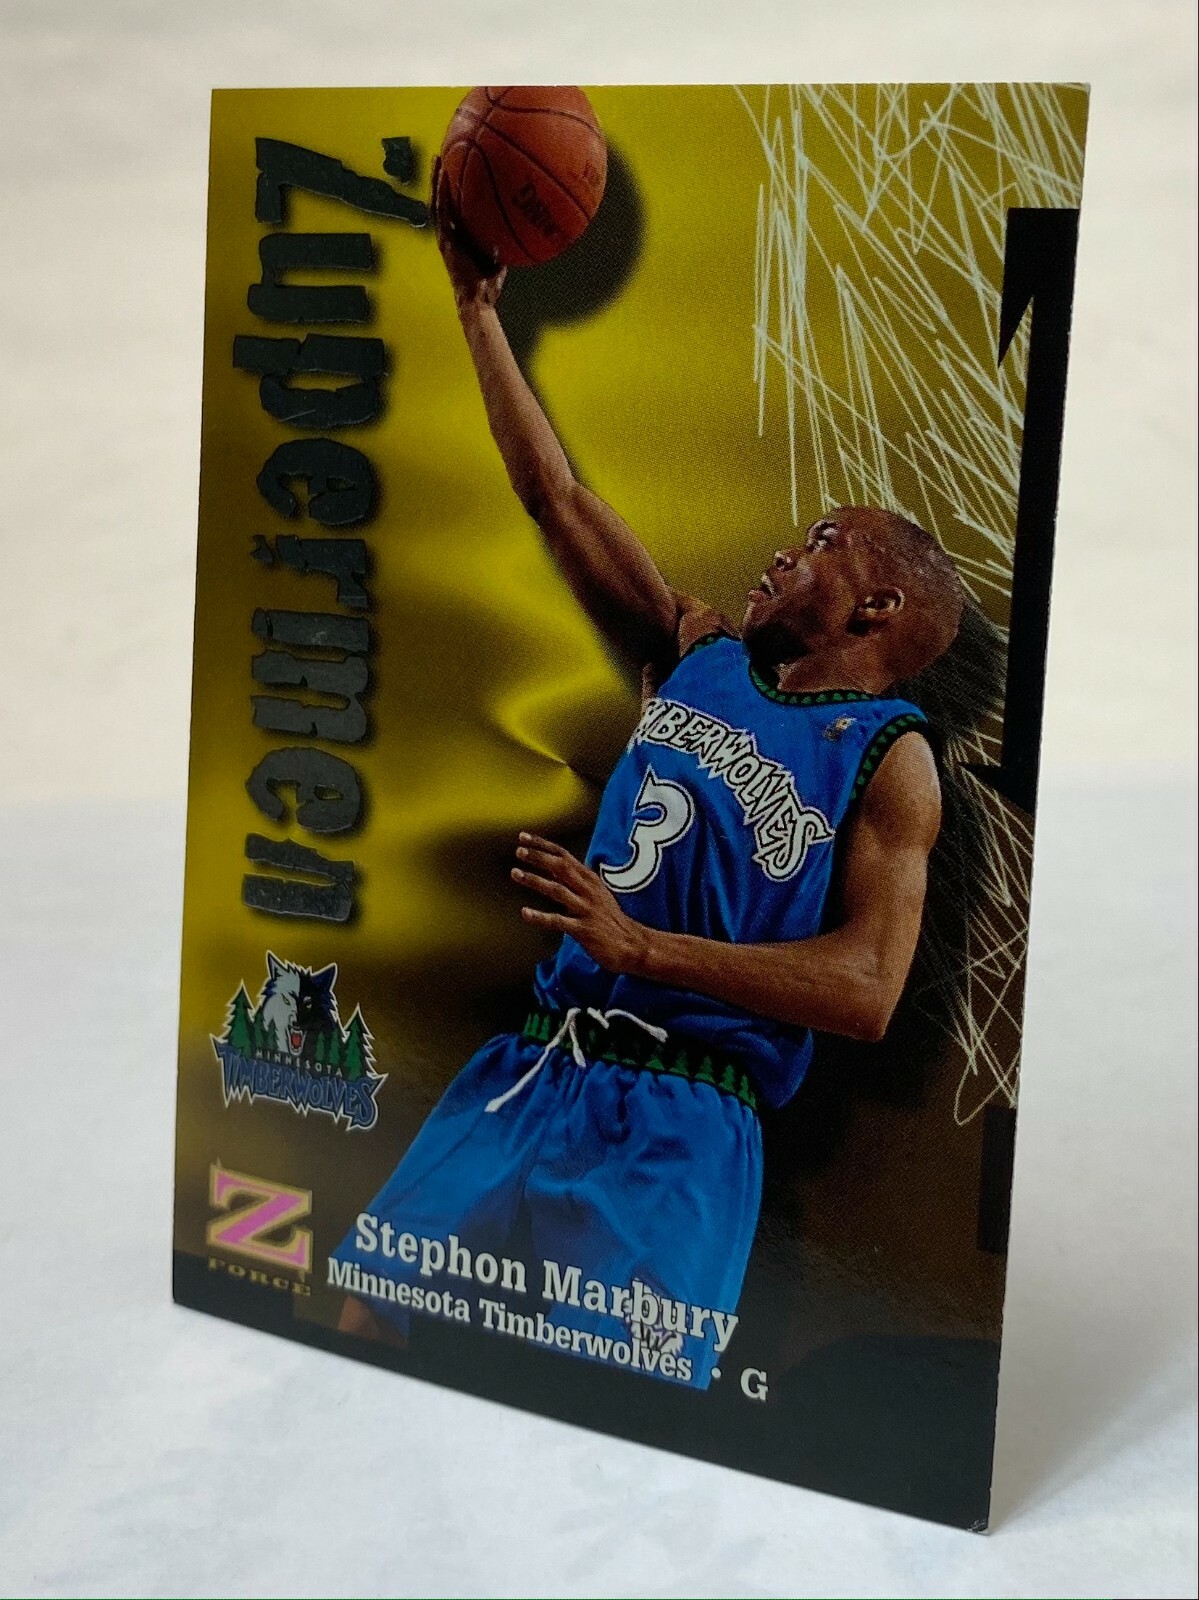 Zupermen
TIMBERWOLVES
3
MINNESOTA
TIMBERWOLVES
Z
FORCE
Stephon Marbury
Minnesota Timberwolves • G